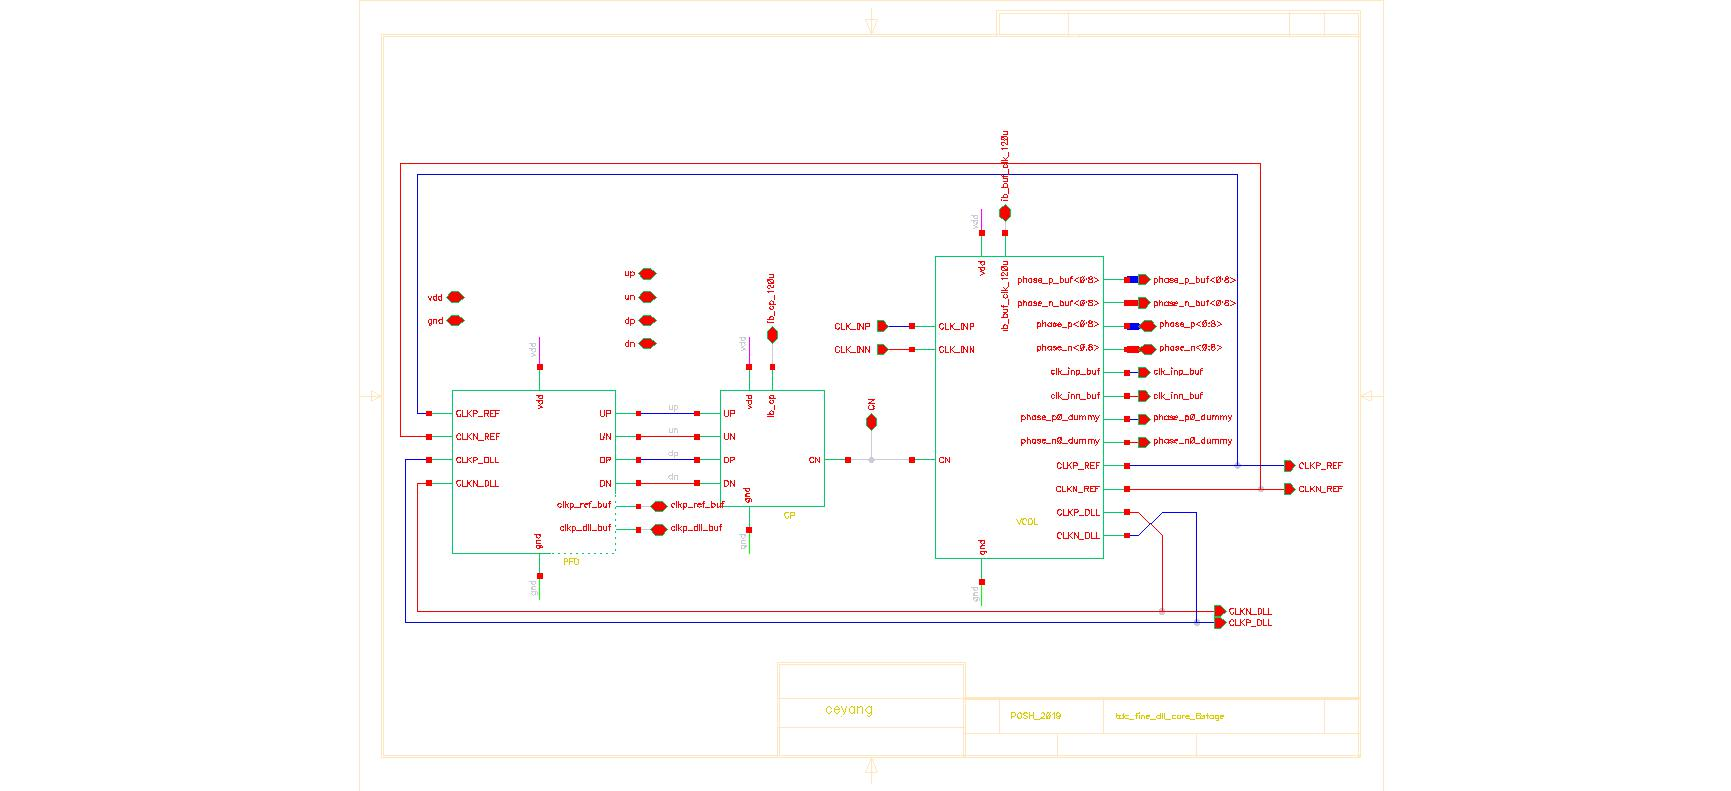 ib_buf_clk_120u
vdd
vdd
ib_buf_clk_120u
up
vdd
un
gnd
dp
dn
ib_cp_120u
vdd
vdd
phase_p_buf<0:8>
phase_p_buf<0:8>
phase_n_buf<0:8>
phase_n_buf<0:8>
CLK_INP
CLK_INP
phase_p<0:8>
phase_p<0:8>
CLK_INN
CLK_INN
phase_n<0:8>
phase_n<0:8>
clk_inp_buf
clk_inp_buf
clk_inn_buf
clk_inn_buf
vdd
vdd
ib_cp
CN
CLKP_REF
UP
up
UP
phase_p0_dummy
phase_p0_dummy
CLKN_REF
UN
un
UN
phase_n0_dummy
phase_n0_dummy
CLKP_DLL
DP
dp
DP
CN
CN
CLKP_REF
CLKP_REF
CLKN_DLL
DN
dn
DN
CLKN_REF
CLKN_REF
gnd
clkp_ref_buf
clkp_ref_buf
CP
CLKP_DLL
VCDL
clkp_dll_buf
clkp_dll_buf
CLKN_DLL
gnd
gnd
gnd
PFD
gnd
gnd
CLKN_DLL
CLKP_DLL
ceyang
POSH_2019
tdc_fine_dll_core_8stage